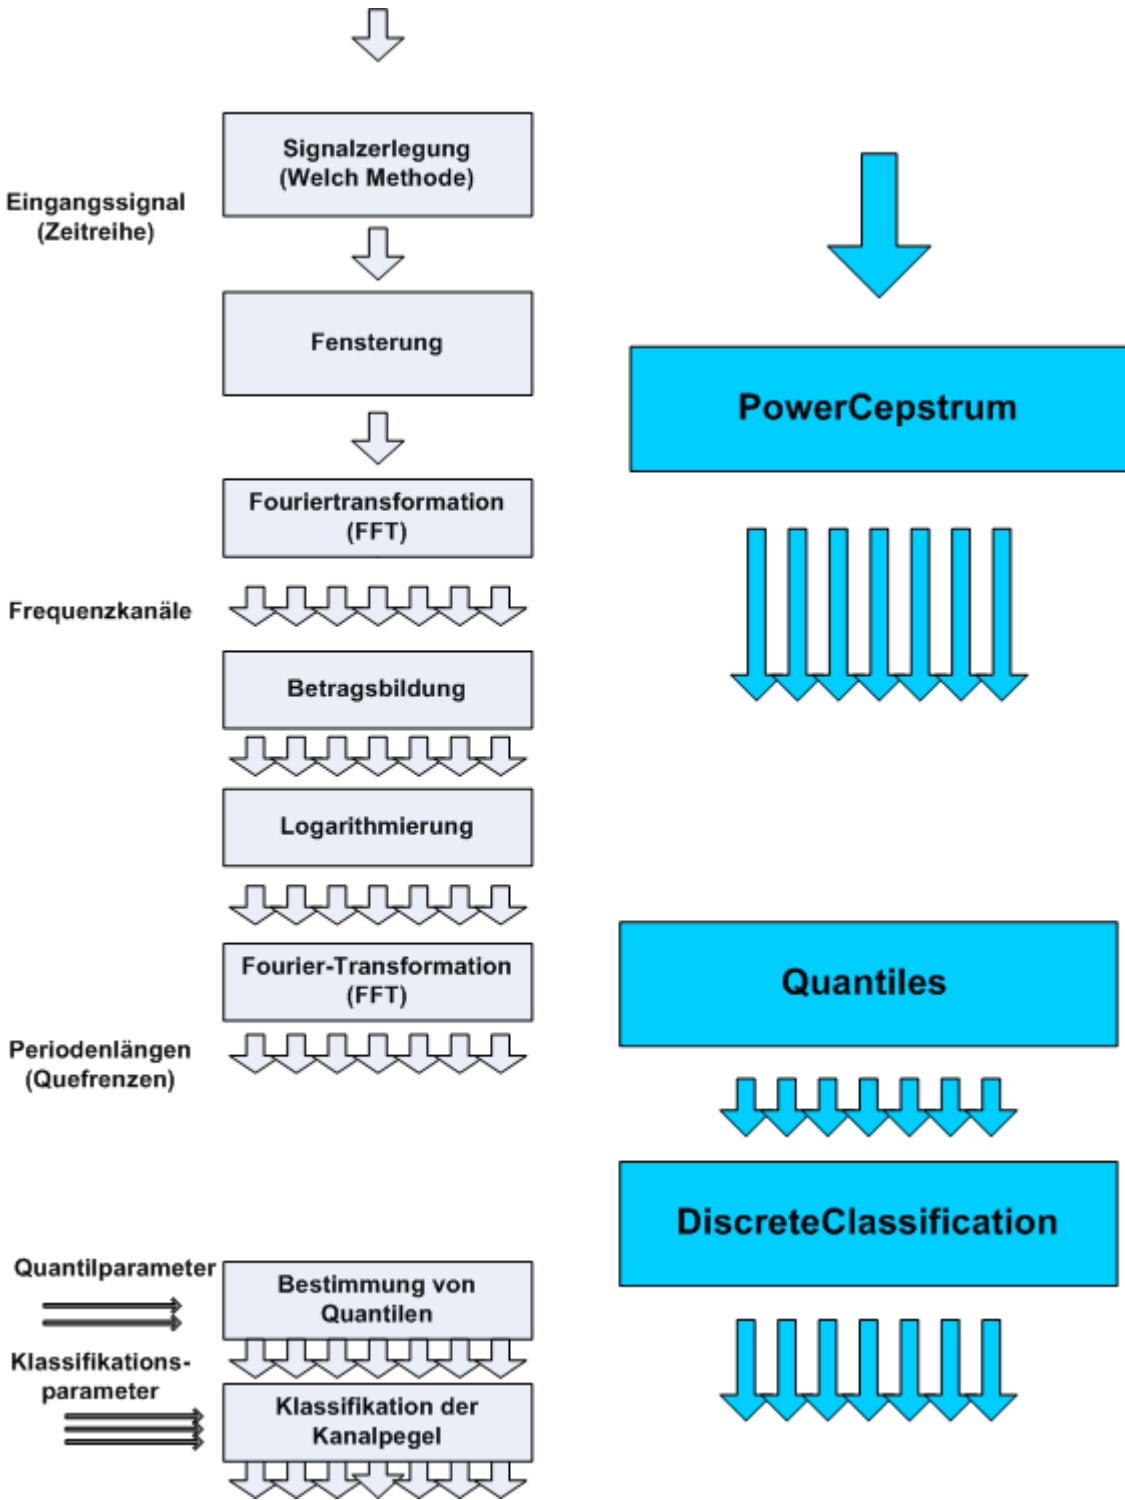 Signalzerlegung
(Welch Methode)
Eingangssignal
(Zeitreihe)
Fensterung
PowerCepstrum
Fouriertransformation
(FFT)
Frequenzkanäle
Betragsbildung
Logarithmierung
Fourier-Transformation
(FFT)
Quantiles
Periodenlängen
(Quefrenzen)
DiscreteClassification
Quantilparameter
Bestimmung von
Quantilen
Klassifikations-
parameter
Klassifikation der
Kanalpegel